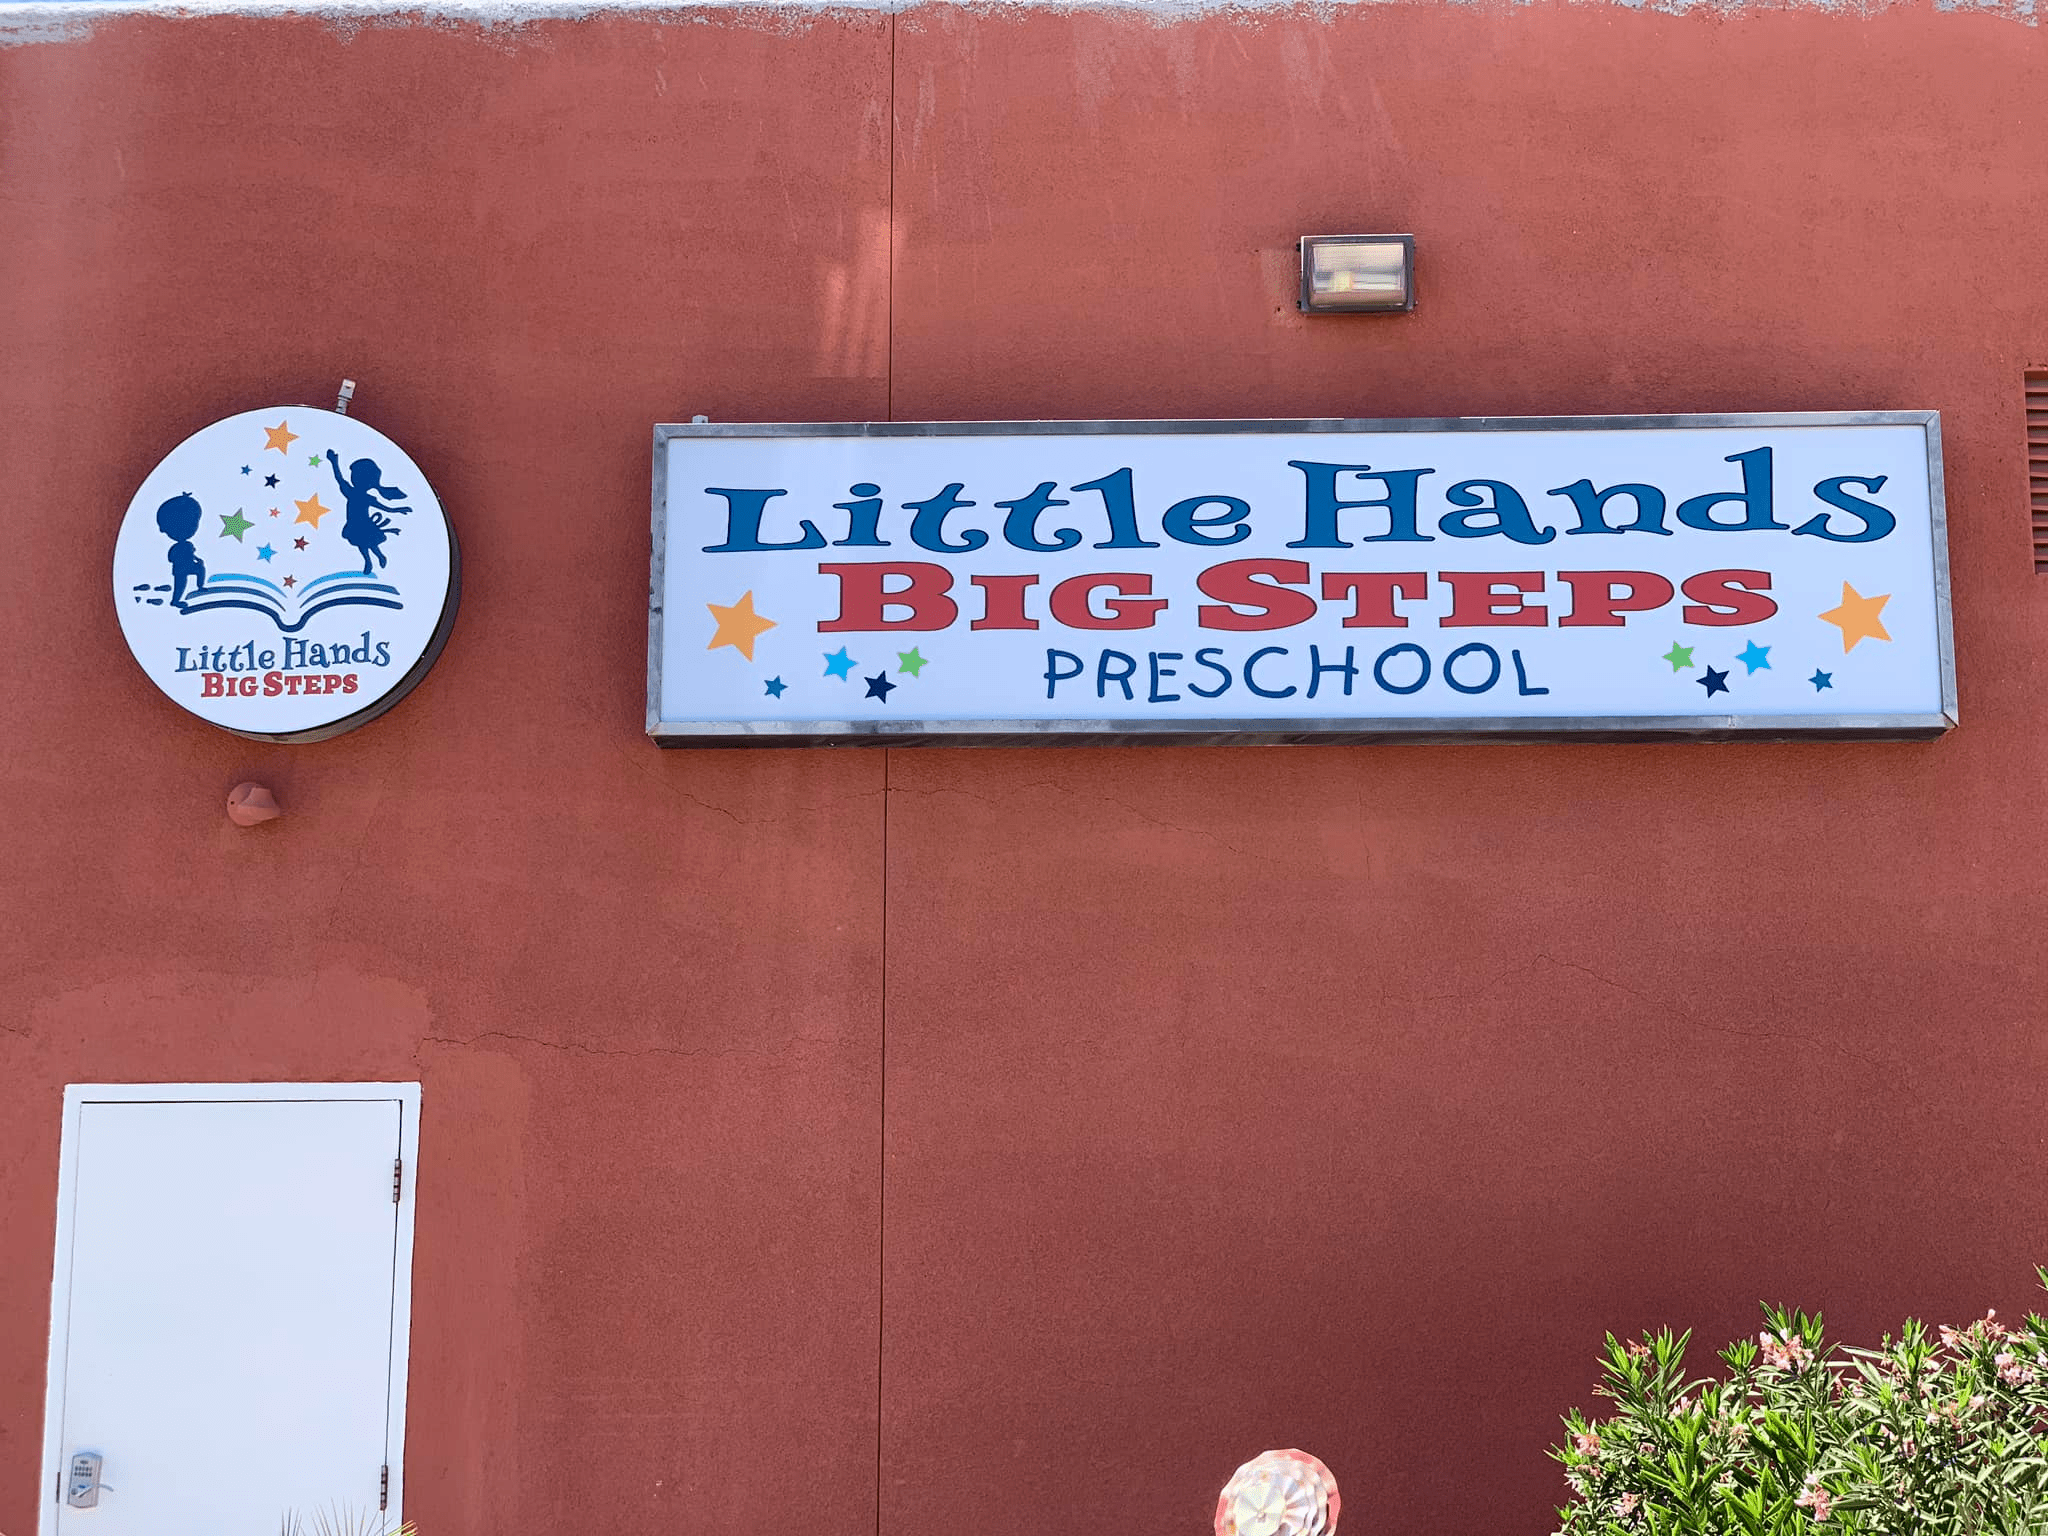 Little Hands
BIG STEPS
Little Hands
BIG STEPS
PRESCHOOL